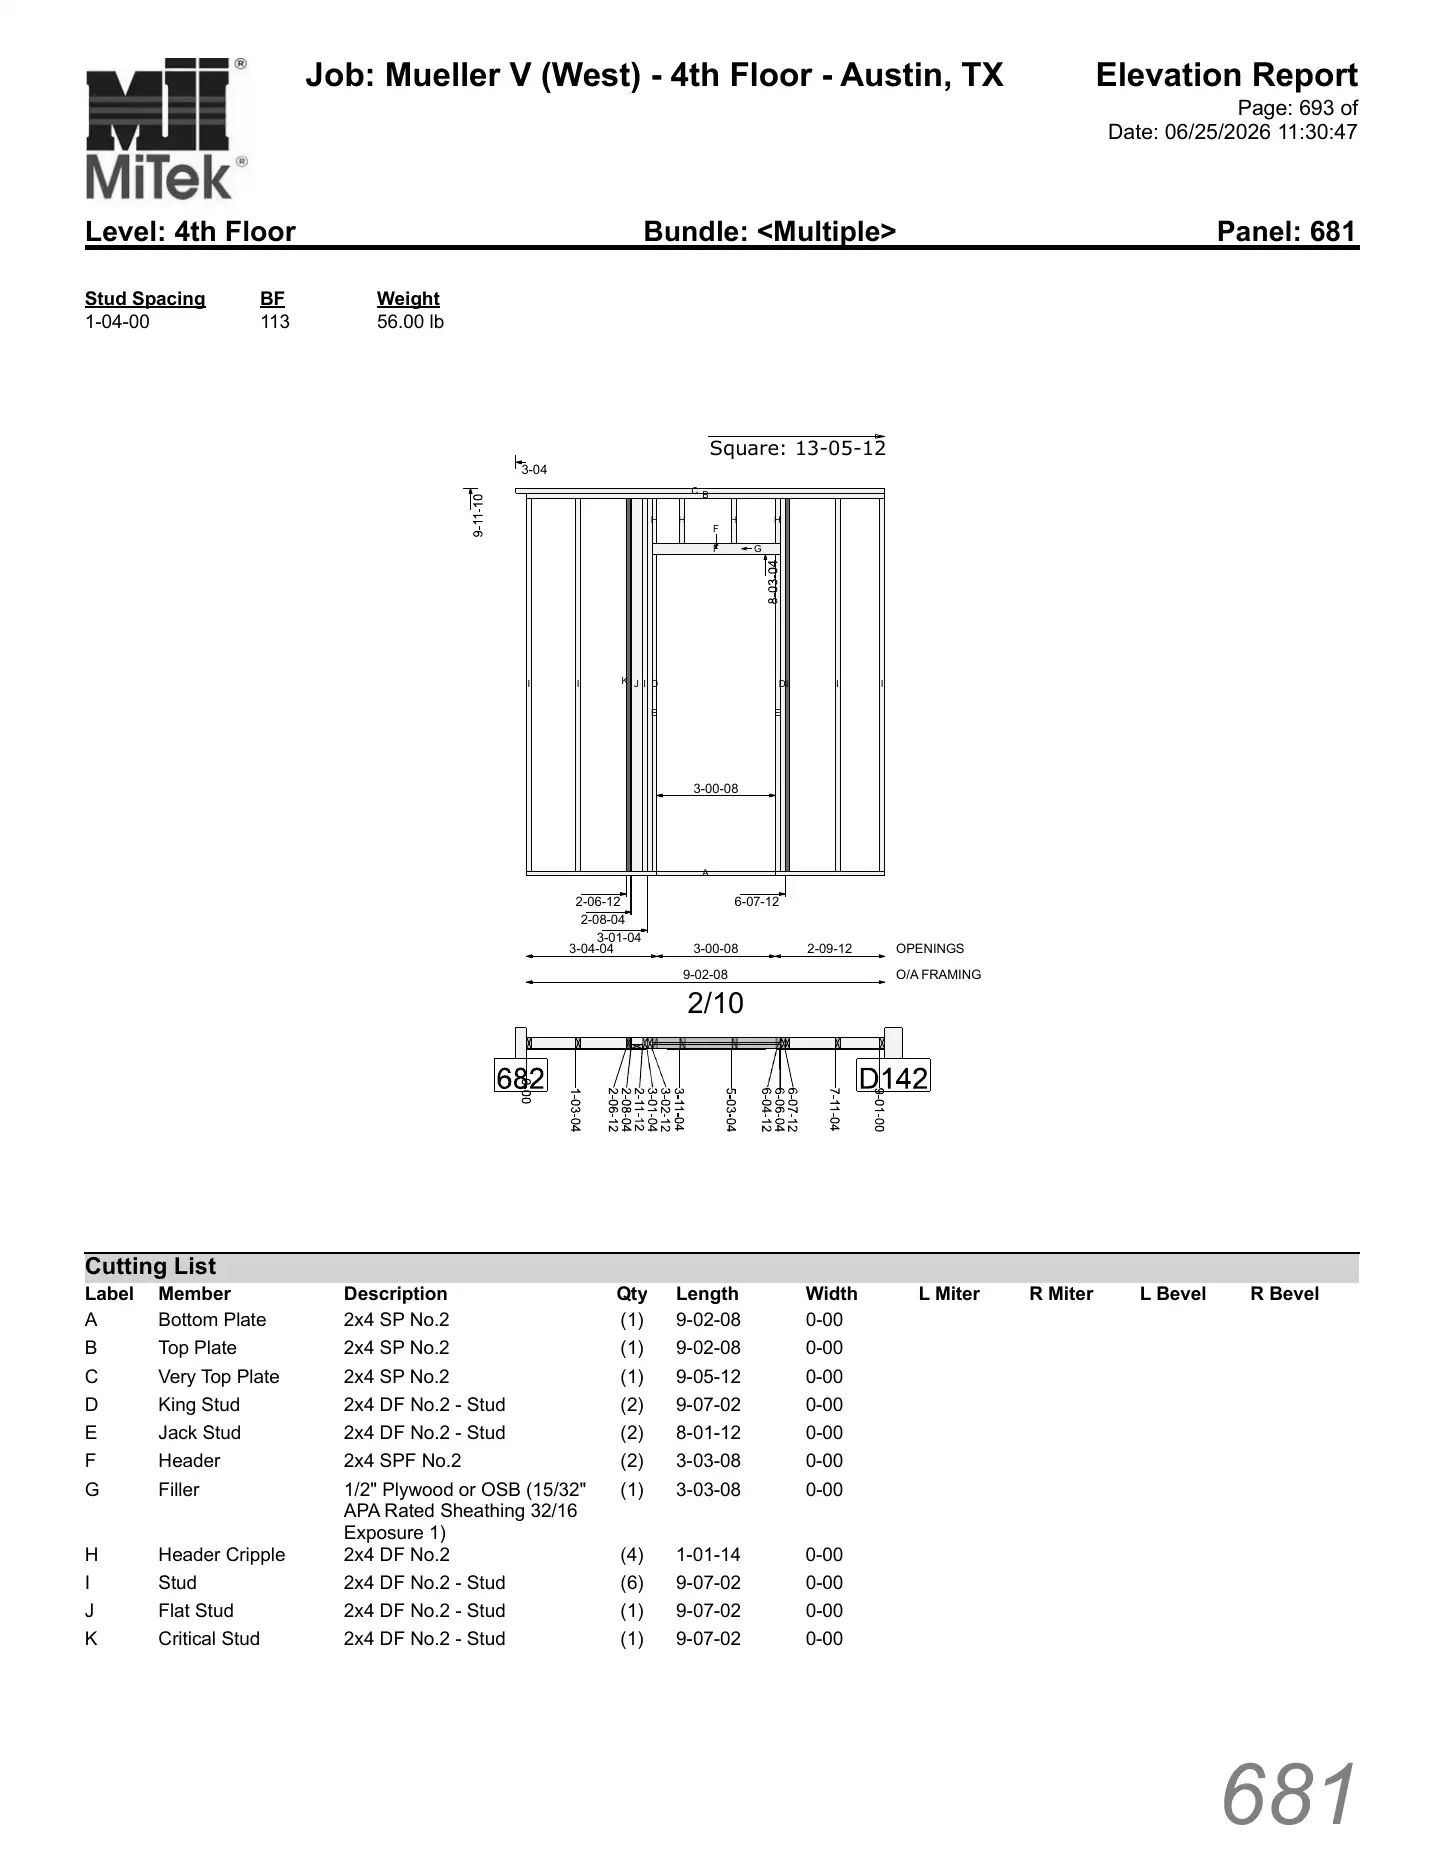 MiTek®
Job: Mueller V (West) - 4th Floor - Austin, TX
Elevation Report
Page: 693 of
Date: 06/25/2026 11:30:47
Level: 4th Floor Bundle: <Multiple> Panel: 681
Stud Spacing BF Weight
1-04-00 113 56.00 lb
Square: 13-05-12
3-04
9-11-10
C
B
H H H H
F
F G
8-03-04
I I K J I D D I I I
E E
3-00-08
A
2-06-12 6-07-12
2-08-04
3-01-04
3-04-04 3-00-08 2-09-12 OPENINGS
9-02-08 O/A FRAMING
2/10
682 D142
1-03-04 2-06-12 2-08-04 2-11-12 3-01-04 3-02-12 3-11-04 5-03-04 6-04-12 6-06-04 6-07-12 7-11-04 9-01-00
Cutting List
Label Member Description Qty Length Width L Miter R Miter L Bevel R Bevel
A Bottom Plate 2x4 SP No.2 (1) 9-02-08 0-00
B Top Plate 2x4 SP No.2 (1) 9-02-08 0-00
C Very Top Plate 2x4 SP No.2 (1) 9-05-12 0-00
D King Stud 2x4 DF No.2 - Stud (2) 9-07-02 0-00
E Jack Stud 2x4 DF No.2 - Stud (2) 8-01-12 0-00
F Header 2x4 SPF No.2 (2) 3-03-08 0-00
G Filler 1/2" Plywood or OSB (15/32" (1) 3-03-08 0-00
APA Rated Sheathing 32/16
Exposure 1)
H Header Cripple 2x4 DF No.2 (4) 1-01-14 0-00
I Stud 2x4 DF No.2 - Stud (6) 9-07-02 0-00
J Flat Stud 2x4 DF No.2 - Stud (1) 9-07-02 0-00
K Critical Stud 2x4 DF No.2 - Stud (1) 9-07-02 0-00
681